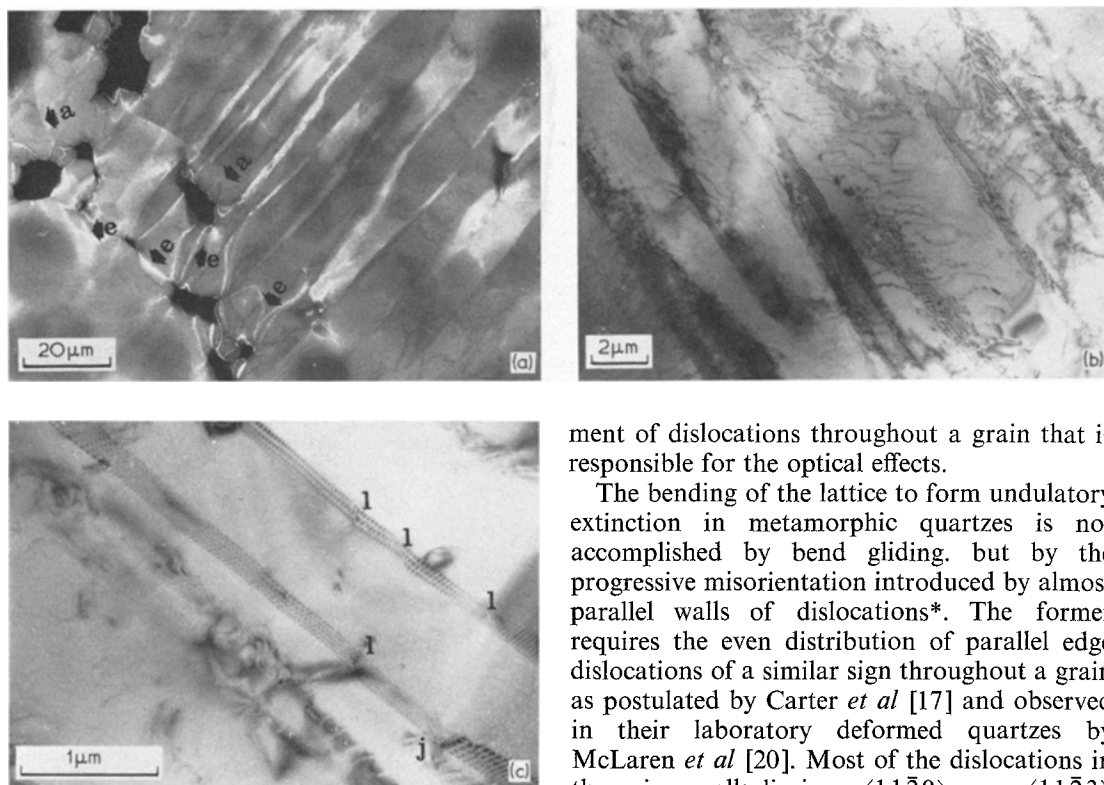 a
a
e
e
e
e
20μm
(a)
2μm
(b)
l
l
l
f
j
1μm
(c)
ment of dislocations throughout a grain that i
responsible for the optical effects.
The bending of the lattice to form undulatory
extinction in metamorphic quartzes is no
accomplished by bend gliding. but by the
progressive misorientation introduced by almos
parallel walls of dislocations*. The former
requires the even distribution of parallel edge
dislocations of a similar sign throughout a grain
as postulated by Carter et al [17] and observed
in their laboratory deformed quartzes by
McLaren et al [20]. Most of the dislocations in